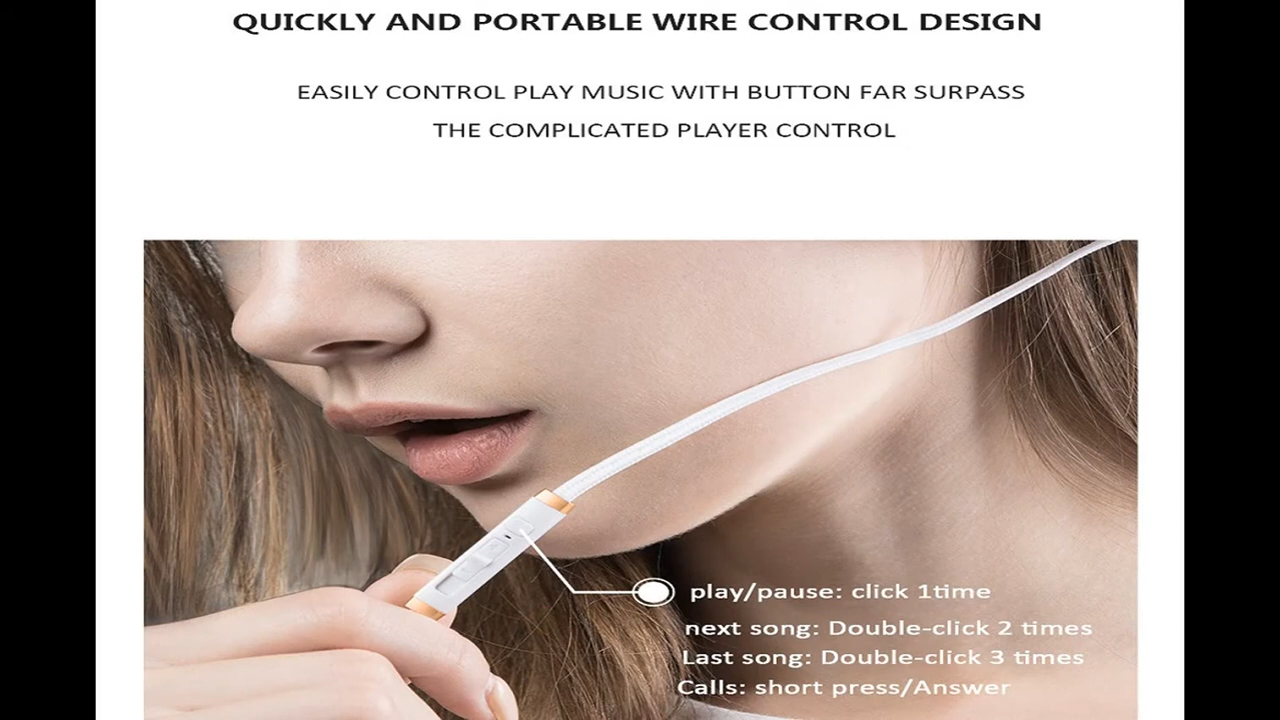 QUICKLY AND PORTABLE WIRE CONTROL DESIGN
EASILY CONTROL PLAY MUSIC WITH BUTTON FAR SURPASS
THE COMPLICATED PLAYER CONTROL
play/pause: click 1time
next song: Double-click 2 times
Last song: Double-click 3 times
Calls: short press/Answer